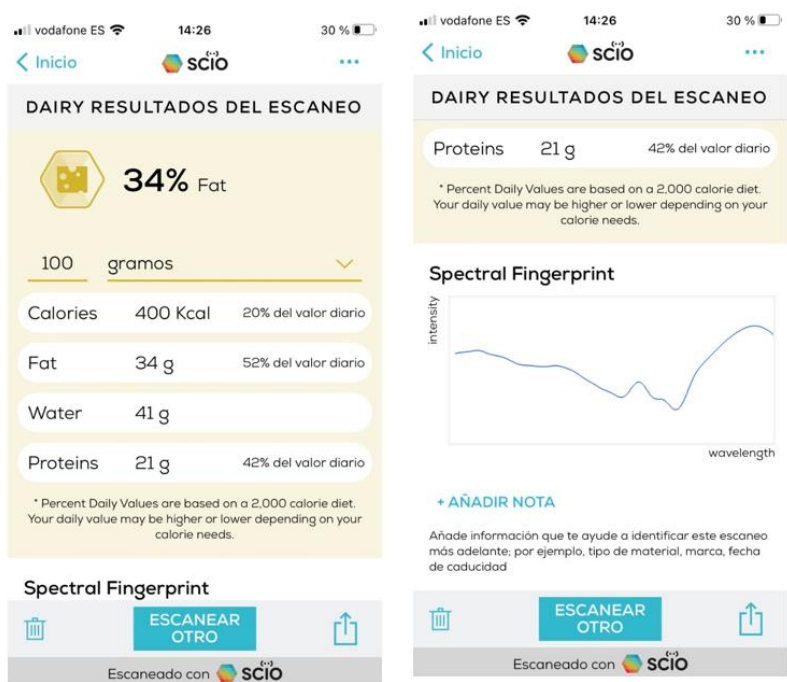 vodafone ES 14:26 30 %
Inicio SCiO ...
DAIRY RESULTADOS DEL ESCANEO
34% Fat
100 gramos
Calories 400 Kcal 20% del valor diario
Fat 34 g 52% del valor diario
Water 41 g
Proteins 21 g 42% del valor diario
* Percent Daily Values are based on a 2,000 calorie diet.
Your daily value may be higher or lower depending on your
calorie needs.
Spectral Fingerprint
ESCANEAR
OTRO
Escaneado con SCiO
vodafone ES 14:26 30 %
Inicio SCiO ...
DAIRY RESULTADOS DEL ESCANEO
Proteins 21 g 42% del valor diario
* Percent Daily Values are based on a 2,000 calorie diet.
Your daily value may be higher or lower depending on your
calorie needs.
Spectral Fingerprint
intensity
wavelength
+ AÑADIR NOTA
Añade información que te ayude a identificar este escaneo
más adelante; por ejemplo, tipo de material, marca, fecha
de caducidad
ESCANEAR
OTRO
Escaneado con SCiO